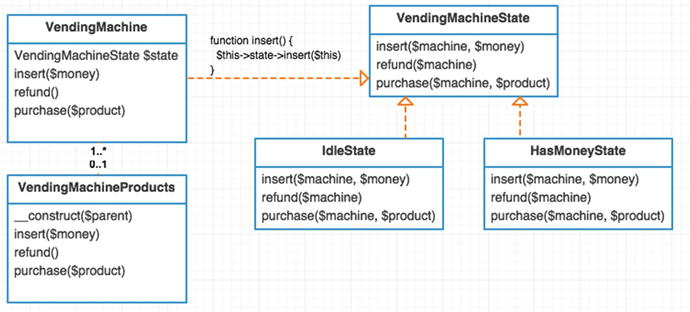 VendingMachine
VendingMachineState $state
insert($money)
refund()
purchase($product)
function insert() {
$this->state->insert($this)
}
VendingMachineState
insert($machine, $money)
refund($machine)
purchase($machine, $product)
1..*
0..1
VendingMachineProducts
__construct($parent)
insert($money)
refund()
purchase($product)
IdleState
insert($machine, $money)
refund($machine)
purchase($machine, $product)
HasMoneyState
insert($machine, $money)
refund($machine)
purchase($machine, $product)